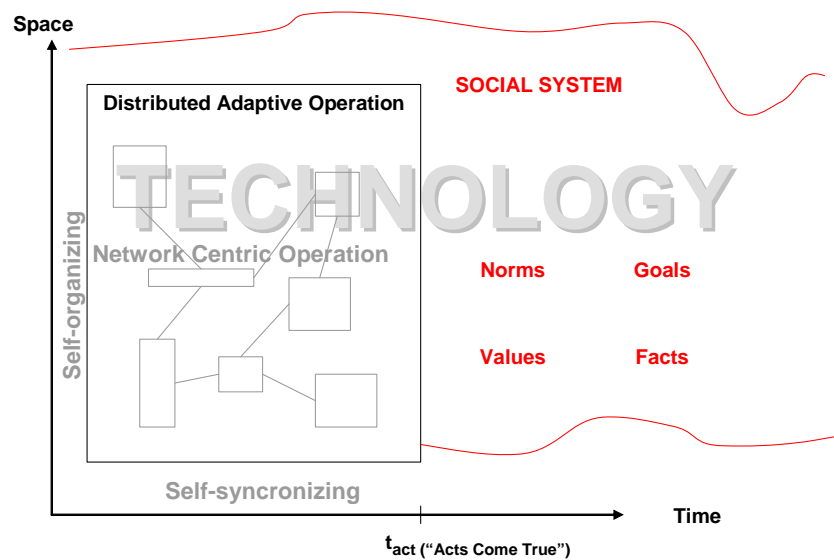 Space
SOCIAL SYSTEM
Distributed Adaptive Operation
TECHNOLOGY
Network Centric Operation
Self-organizing
Norms
Goals
Values
Facts
Self-syncronizing
Time
tact (“Acts Come True”)